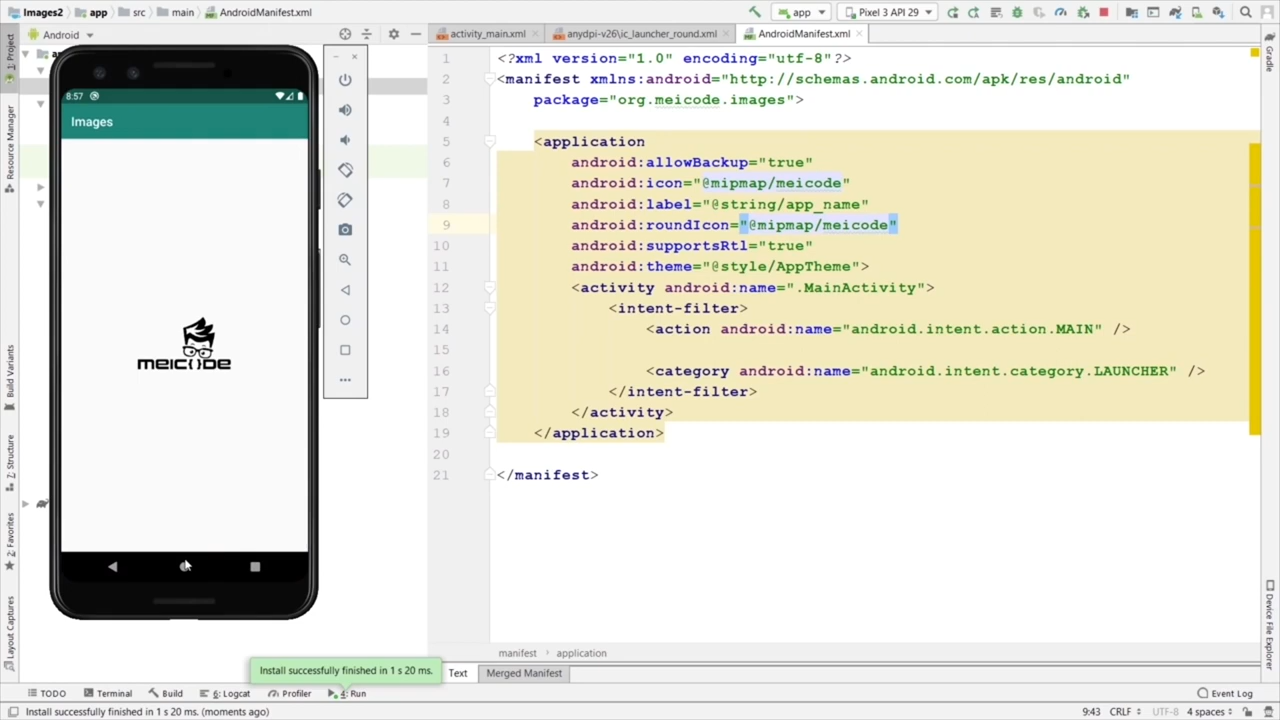 Images2 app src main AndroidManifest.xml
app Pixel 3 API 29
Android
activity_main.xml anydpi-v26\ic_launcher_round.xml AndroidManifest.xml
1: Project
Resource Manager
Build Variants
Z: Structure
2: Favorites
Layout Captures
8:57
Images
MEICODE
1 <?xml version="1.0" encoding="utf-8"?>
2 <manifest xmlns:android="http://schemas.android.com/apk/res/android"
3 package="org.meicode.images">
4
5 <application
6 android:allowBackup="true"
7 android:icon="@mipmap/meicode"
8 android:label="@string/app_name"
9 android:roundIcon="@mipmap/meicode"
10 android:supportsRtl="true"
11 android:theme="@style/AppTheme">
12 <activity android:name=".MainActivity">
13 <intent-filter>
14 <action android:name="android.intent.action.MAIN" />
15
16 <category android:name="android.intent.category.LAUNCHER" />
17 </intent-filter>
18 </activity>
19 </application>
20
21 </manifest>
Gradle
Device File Explorer
manifest › application
Install successfully finished in 1 s 20 ms.
Text Merged Manifest
TODO Terminal Build 6: Logcat Profiler 4: Run Event Log
Install successfully finished in 1 s 20 ms. (moments ago) 9:43 CRLF UTF-8 4 spaces